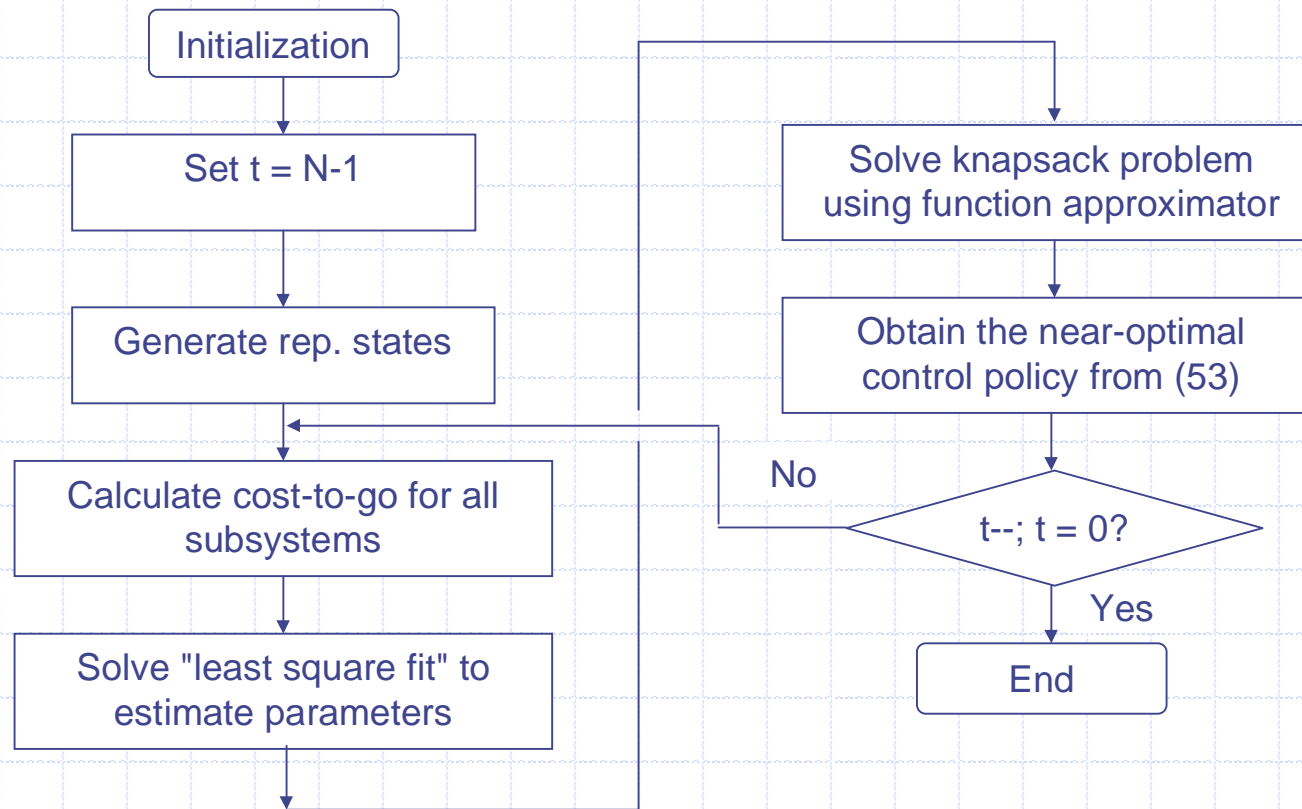 Initialization
Set t = N-1
Generate rep. states
Calculate cost-to-go for all
subsystems
Solve "least square fit" to
estimate parameters
Solve knapsack problem
using function approximator
Obtain the near-optimal
control policy from (53)
No
t--; t = 0?
Yes
End